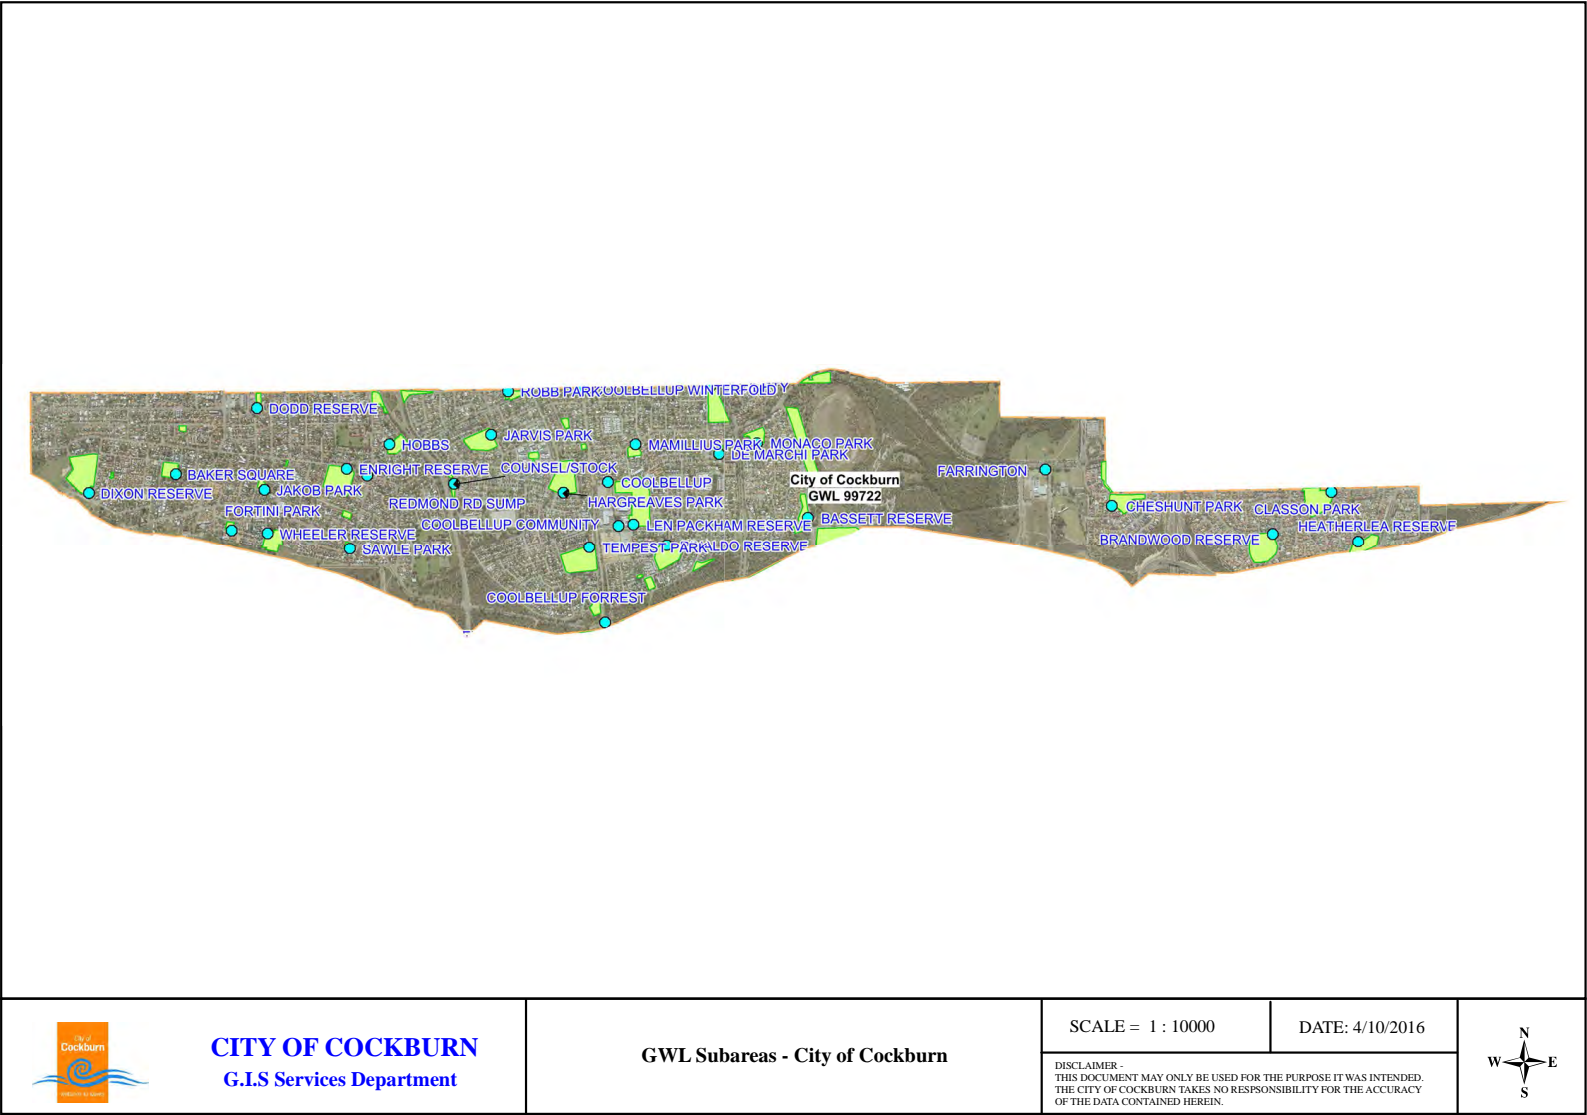 ROBB PARK
COOLBELLUP WINTERFOLD
DODD RESERVE
JARVIS PARK
HOBBS
MAMILLIUS PARK
MONACO PARK
DE MARCHI PARK
ENRIGHT RESERVE
COUNSEL/STOCK
BAKER SQUARE
FARRINGTON
City of Cockburn
GWL 99722
COOLBELLUP
JAKOB PARK
DIXON RESERVE
REDMOND RD SUMP
HARGREAVES PARK
CHESHUNT PARK
CLASSON PARK
FORTINI PARK
BASSETT RESERVE
COOLBELLUP COMMUNITY
LEN PACKHAM RESERVE
HEATHERLEA RESERVE
WHEELER RESERVE
BRANDWOOD RESERVE
SAWLE PARK
TEMPEST PARK
ALDO RESERVE
COOLBELLUP FORREST
City of
Cockburn
CITY OF COCKBURN
G.I.S Services Department
GWL Subareas - City of Cockburn
SCALE = 1 : 10000
DATE: 4/10/2016
DISCLAIMER -
THIS DOCUMENT MAY ONLY BE USED FOR THE PURPOSE IT WAS INTENDED.
THE CITY OF COCKBURN TAKES NO RESPSONSIBILITY FOR THE ACCURACY
OF THE DATA CONTAINED HEREIN.
N
W E
S